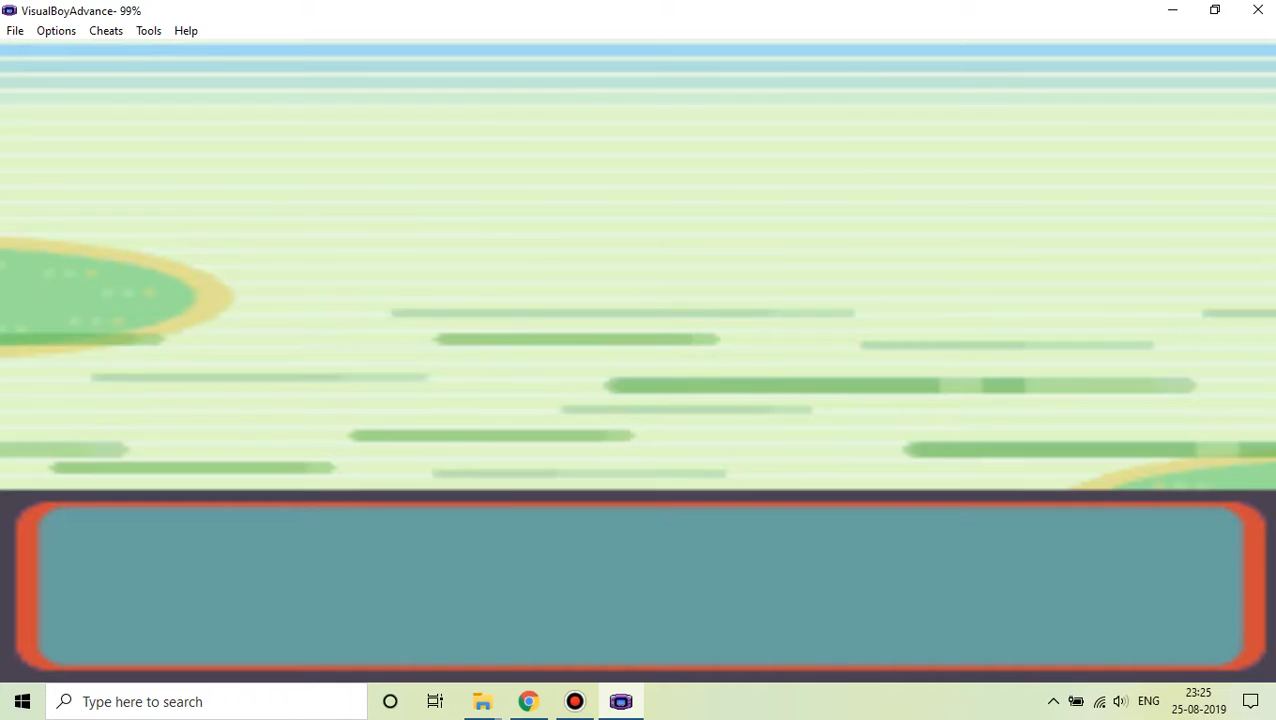 VisualBoyAdvance- 99%
File Options Cheats Tools Help
Type here to search
ENG
23:25
25-08-2019